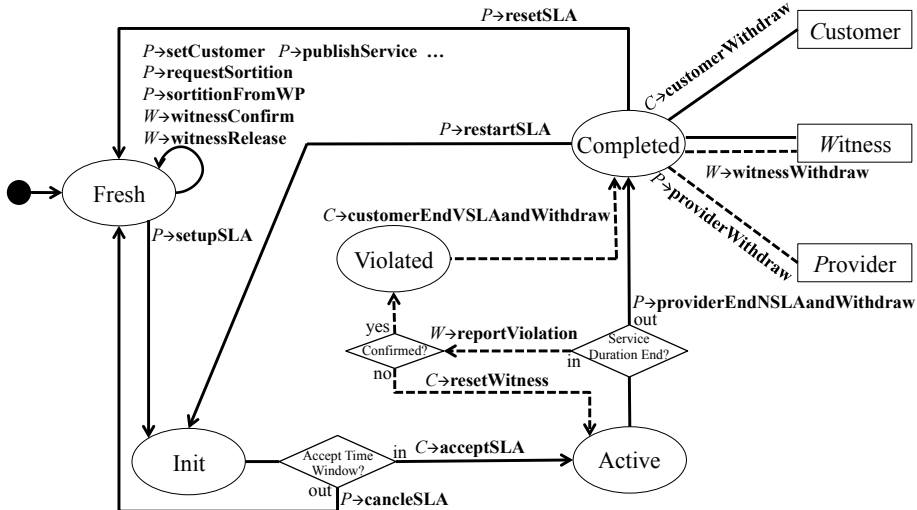 P→resetSLA
C→customerWithdraw
Customer
P→setCustomer P→publishService ...
P→requestSortition
P→sortitionFromWP
W→witnessConfirm
W→witnessRelease
P→restartSLA
Completed
Witness
W→witnessWithdraw
Fresh
P→providerWithdraw
C→customerEndVSLAandWithdraw
P→setupSLA
Violated
Provider
P→providerEndNSLAandWithdraw
out
yes
W→reportViolation
Service
Duration End?
Confirmed?
in
no
C→resetWitness
Init
Accept Time
Window?
in
C→acceptSLA
Active
out
P→cancleSLA